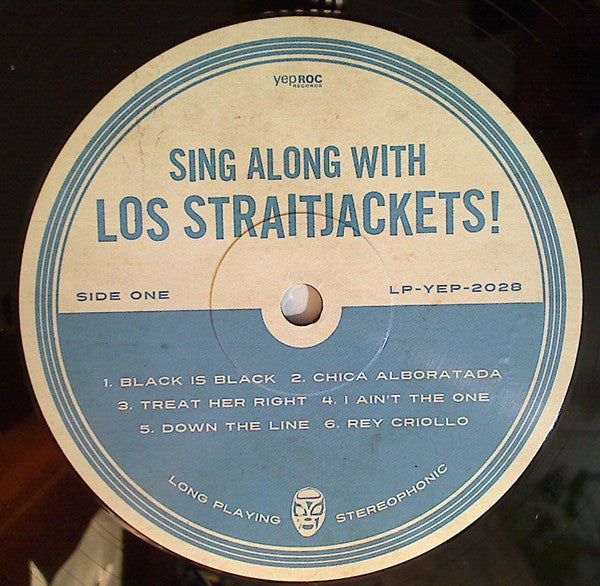 yepROC
RECORDS
SING ALONG WITH
LOS STRAITJACKETS!
SIDE ONE
LP-YEP-2028
1. BLACK IS BLACK 2. CHICA ALBORATADA
3. TREAT HER RIGHT 4. I AIN'T THE ONE
5. DOWN THE LINE 6. REY CRIOLLO
LONG PLAYING STEREOPHONIC